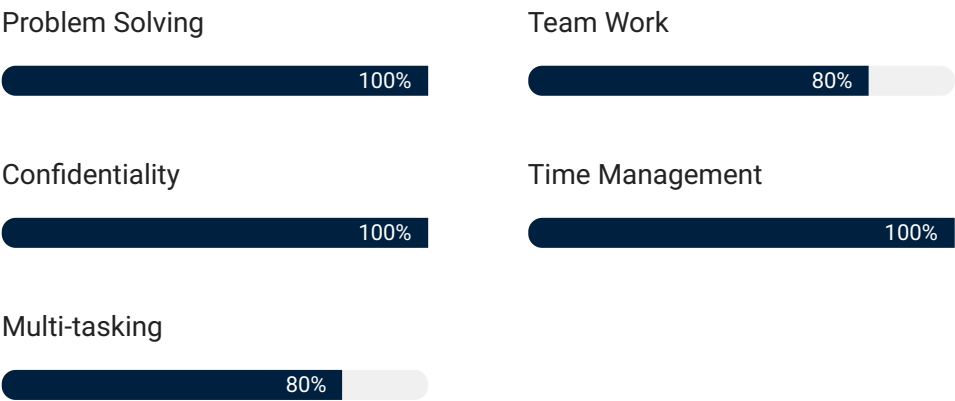 Problem Solving
100%
Team Work
80%
Confidentiality
100%
Time Management
100%
Multi-tasking
80%